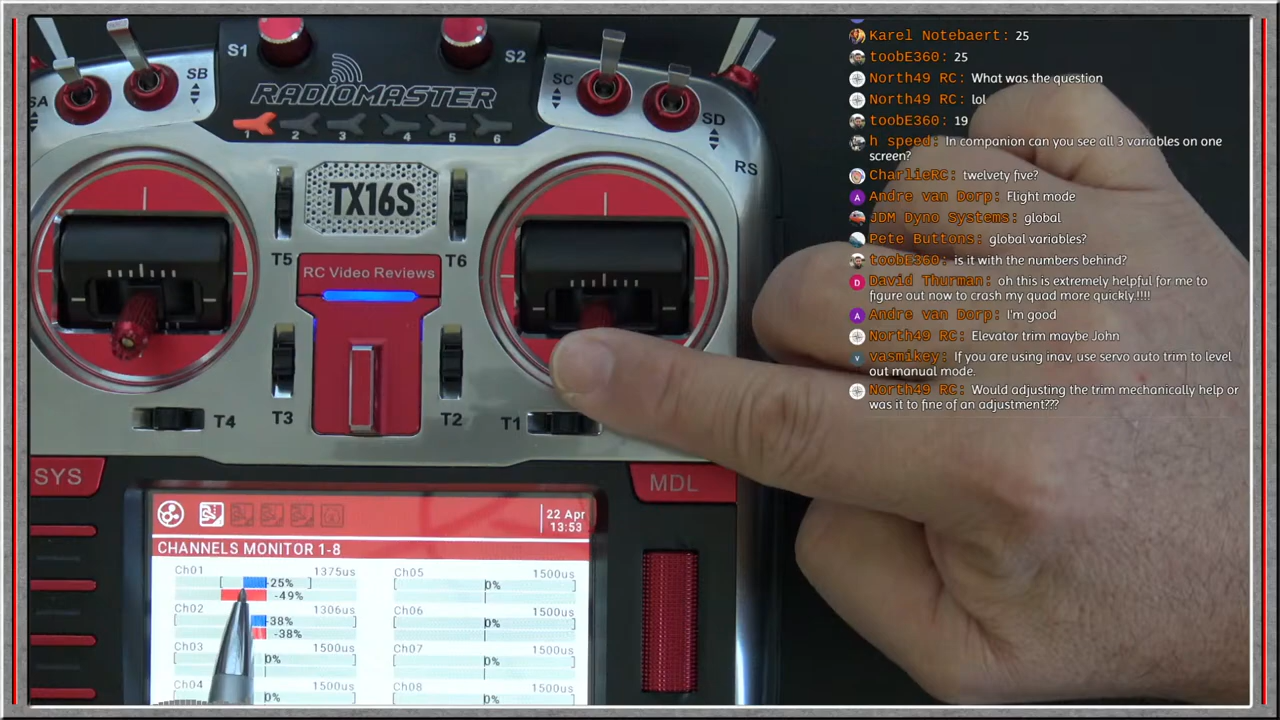 S1
S2
SB
SC
SA
SD
RS
RADIOMASTER
1 2 3 4 5 6
TX16S
T5
T6
RC Video Reviews
T4
T3
T2
T1
SYS
MDL
22 Apr
13:53
CHANNELS MONITOR 1-8
Ch01 1375us
-25%
-49%
Ch02 1306us
-38%
-38%
Ch03 1500us
0%
Ch04 1500us
0%
Ch05 1500us
0%
Ch06 1500us
0%
Ch07 1500us
0%
Ch08 1500us
0%
Karel Notebaert: 25
toobE360: 25
North49 RC: What was the question
North49 RC: lol
toobE360: 19
h speed: In companion can you see all 3 variables on one
screen?
CharlieRC: twelvety five?
Andre van Dorp: Flight mode
JDM Dyno Systems: global
Pete Buttons: global variables?
toobE360: is it with the numbers behind?
David Thurman: oh this is extremely helpful for me to
figure out now to crash my quad more quickly.!!!!
Andre van Dorp: I'm good
North49 RC: Elevator trim maybe John
vasmikey: If you are using inav, use servo auto trim to level
out manual mode.
North49 RC: Would adjusting the trim mechanically help or
was it to fine of an adjustment???